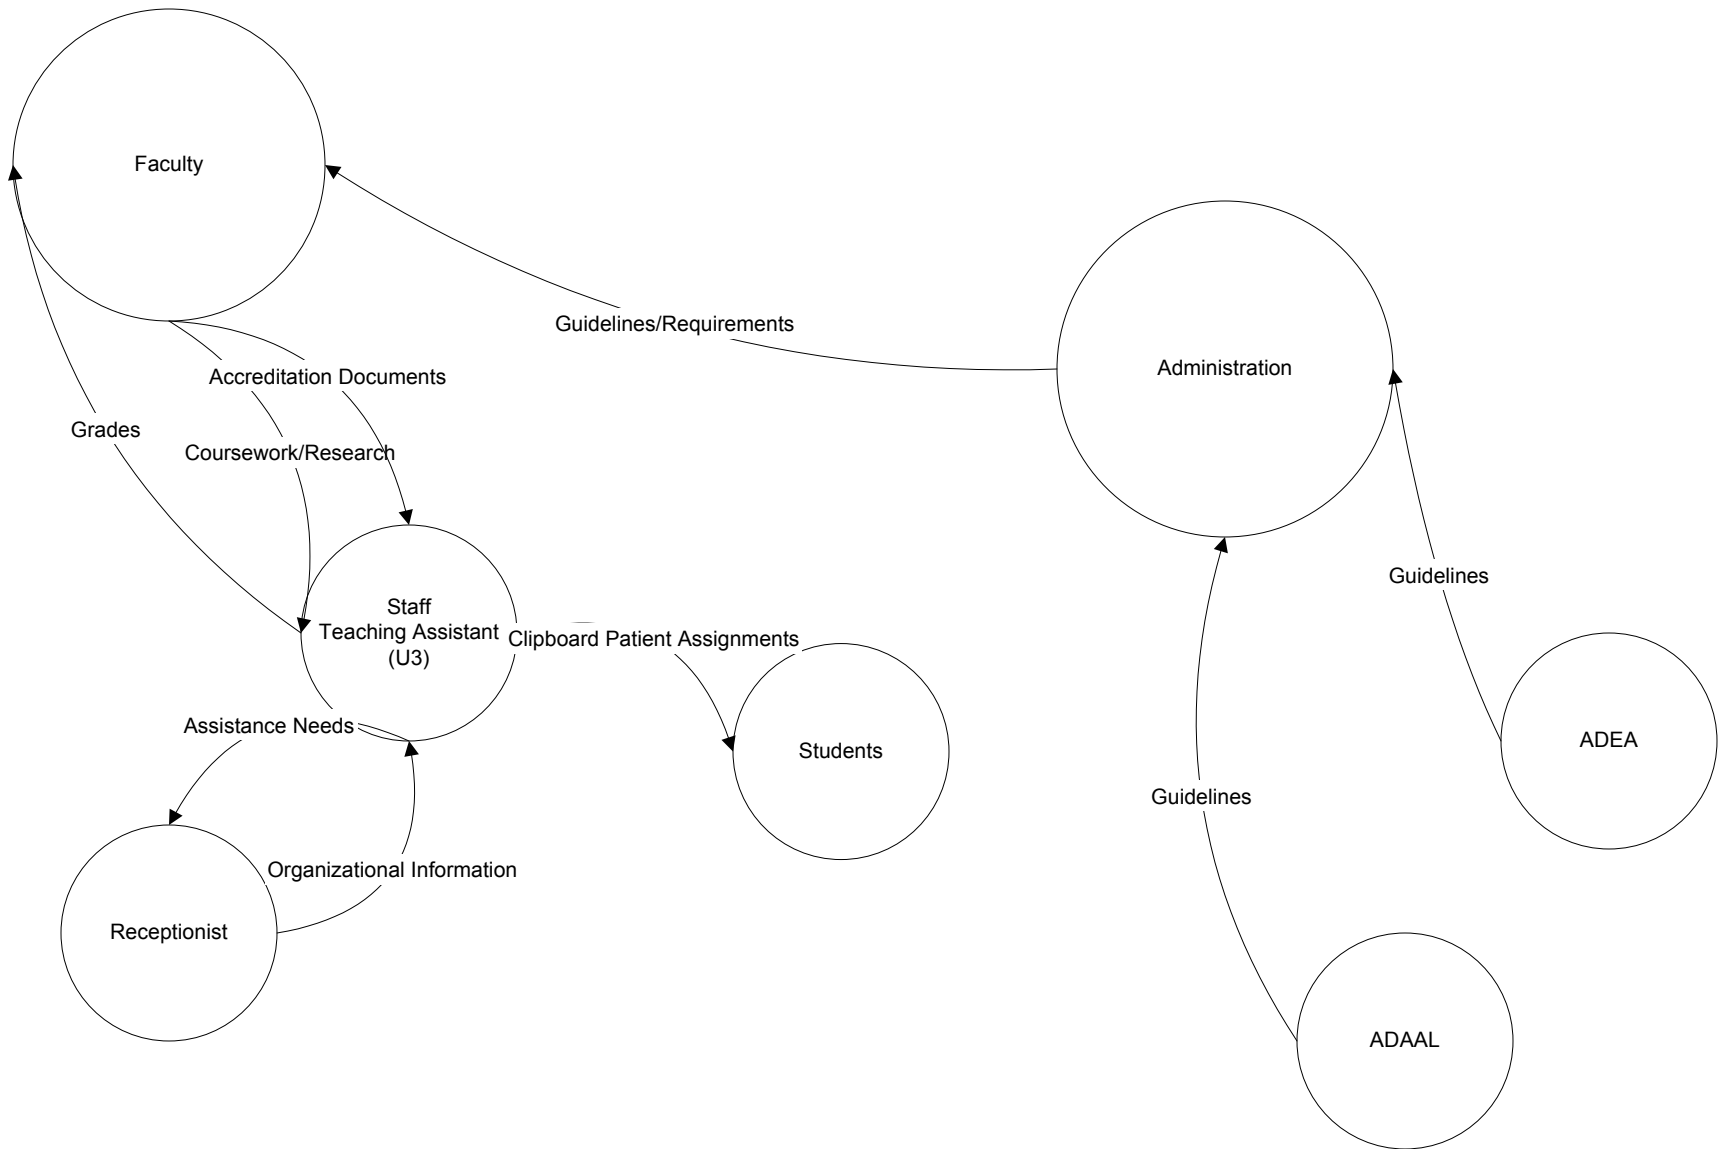 Faculty
Guidelines/Requirements
Administration
Accreditation Documents
Grades
Coursework/Research
Guidelines
Staff
Teaching Assistant
(U3)
Clipboard Patient Assignments
Assistance Needs
Students
ADEA
Guidelines
Organizational Information
Receptionist
ADAAL